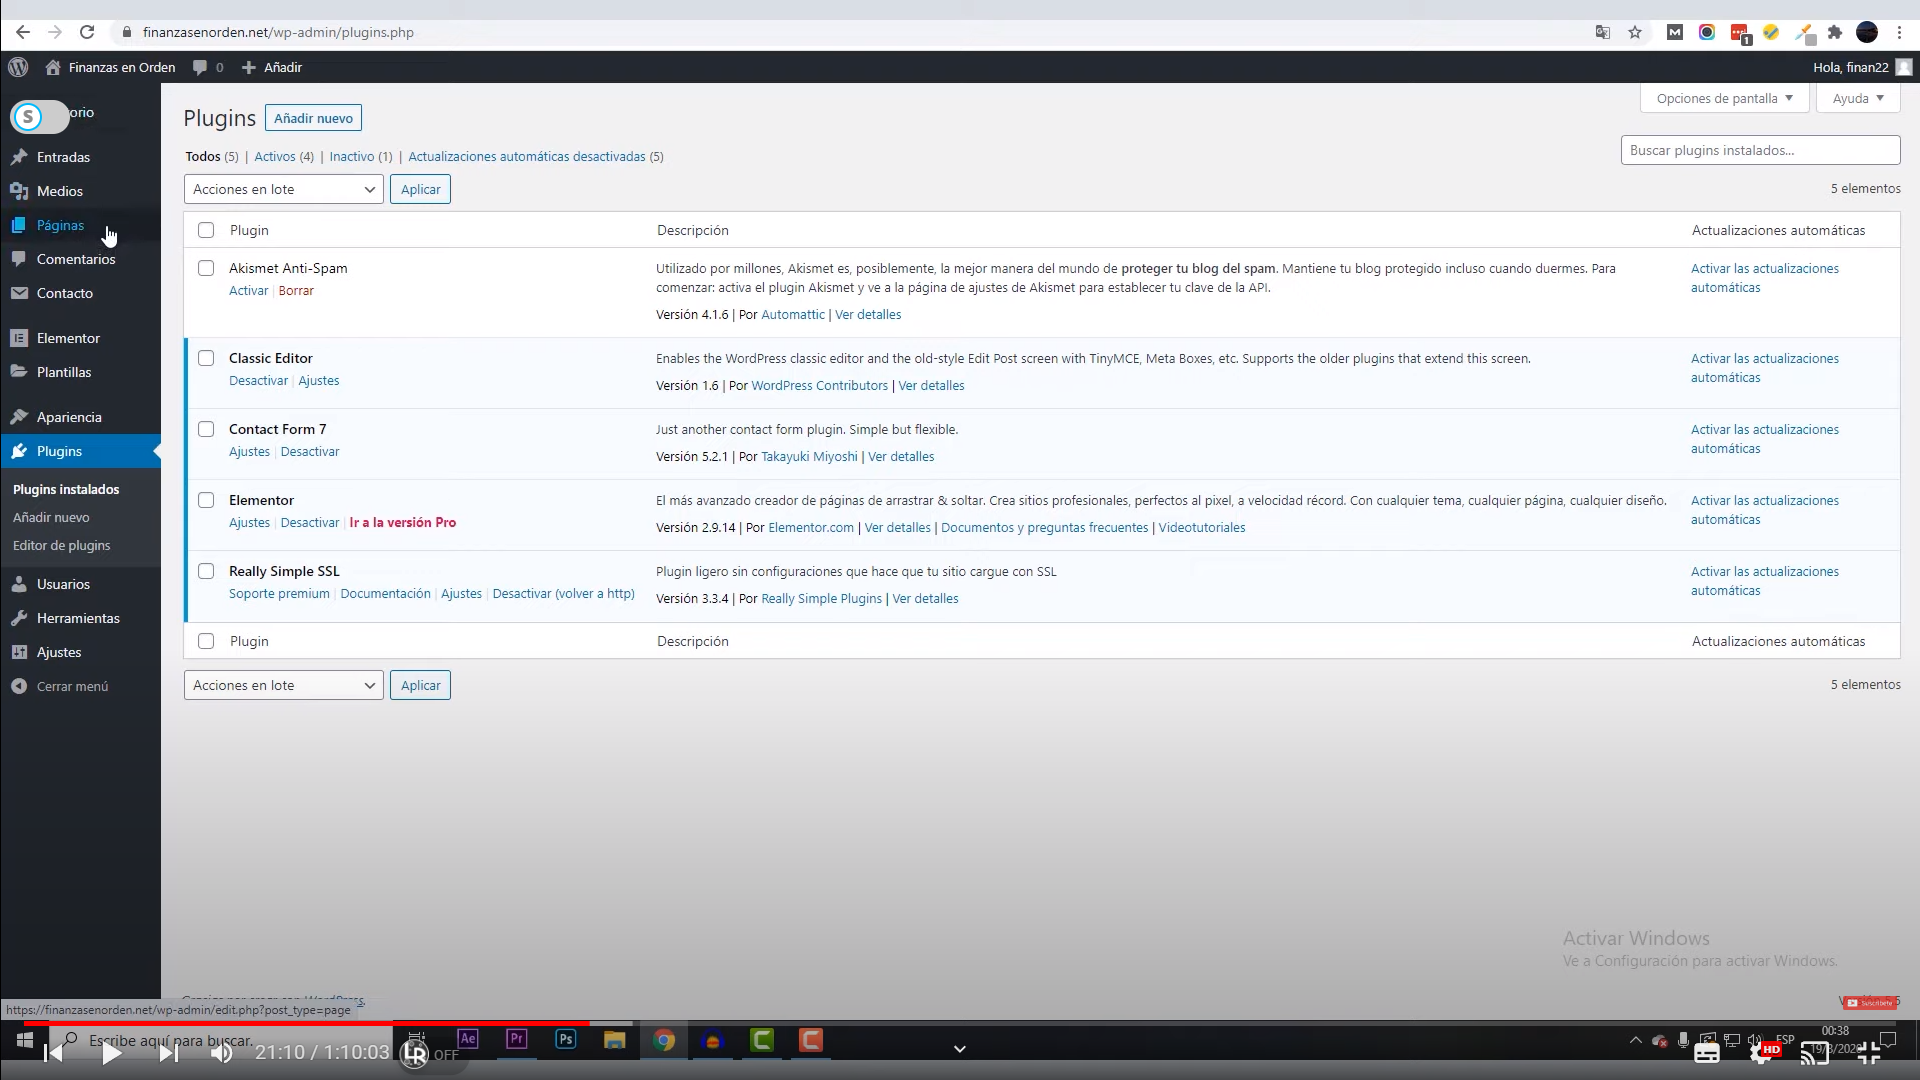 finanzasenorden.net/wp-admin/plugins.php
Finanzas en Orden 0 + Añadir Hola, finan22
Opciones de pantalla Ayuda
S orio
Entradas
Medios
Páginas
Comentarios
Contacto
Elementor
Plantillas
Apariencia
Plugins
Plugins instalados
Añadir nuevo
Editor de plugins
Usuarios
Herramientas
Ajustes
Cerrar menú
Plugins Añadir nuevo
Todos (5) | Activos (4) | Inactivo (1) | Actualizaciones automáticas desactivadas (5)
Buscar plugins instalados...
Acciones en lote Aplicar
5 elementos
Plugin Descripción Actualizaciones automáticas
Akismet Anti-Spam
Activar | Borrar
Utilizado por millones, Akismet es, posiblemente, la mejor manera del mundo de proteger tu blog del spam. Mantiene tu blog protegido incluso cuando duermes. Para
comenzar: activa el plugin Akismet y ve a la página de ajustes de Akismet para establecer tu clave de la API.
Versión 4.1.6 | Por Automattic | Ver detalles
Activar las actualizaciones
automáticas
Classic Editor
Desactivar | Ajustes
Enables the WordPress classic editor and the old-style Edit Post screen with TinyMCE, Meta Boxes, etc. Supports the older plugins that extend this screen.
Versión 1.6 | Por WordPress Contributors | Ver detalles
Activar las actualizaciones
automáticas
Contact Form 7
Ajustes | Desactivar
Just another contact form plugin. Simple but flexible.
Versión 5.2.1 | Por Takayuki Miyoshi | Ver detalles
Activar las actualizaciones
automáticas
Elementor
Ajustes | Desactivar | Ir a la versión Pro
El más avanzado creador de páginas de arrastrar & soltar. Crea sitios profesionales, perfectos al pixel, a velocidad récord. Con cualquier tema, cualquier página, cualquier diseño.
Versión 2.9.14 | Por Elementor.com | Ver detalles | Documentos y preguntas frecuentes | Videotutoriales
Activar las actualizaciones
automáticas
Really Simple SSL
Soporte premium | Documentación | Ajustes | Desactivar (volver a http)
Plugin ligero sin configuraciones que hace que tu sitio cargue con SSL
Versión 3.3.4 | Por Really Simple Plugins | Ver detalles
Activar las actualizaciones
automáticas
Plugin Descripción Actualizaciones automáticas
Acciones en lote Aplicar
5 elementos
Activar Windows
Ve a Configuración para activar Windows.
https://finanzasenorden.net/wp-admin/edit.php?post_type=page
Escribe aquí para buscar.
Ae Pr Ps
21:10 / 1:10:03 LR OFF
ESP
00:38
HD